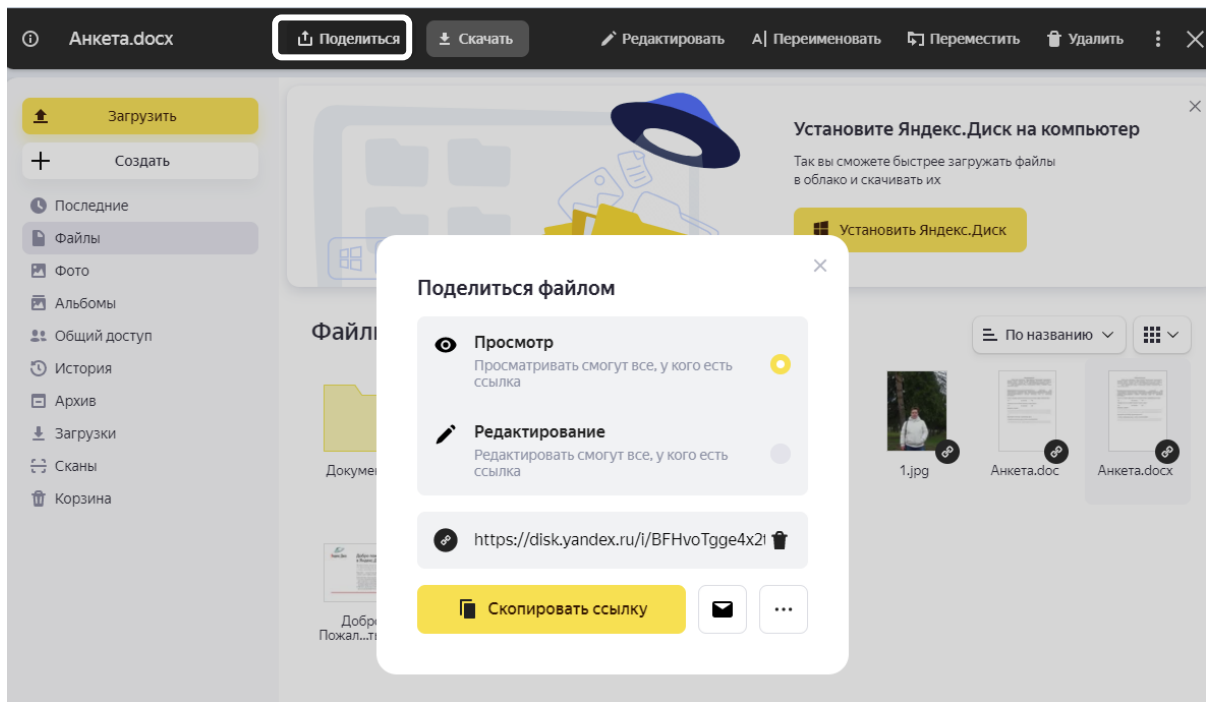 Анкета.docx
Поделиться
Скачать
Редактировать
A| Переименовать
Переместить
Удалить
Загрузить
Создать
Последние
Файлы
Фото
Альбомы
Общий доступ
История
Архив
Загрузки
Сканы
Корзина
Установите Яндекс.Диск на компьютер
Так вы сможете быстрее загружать файлы
в облако и скачивать их
Установить Яндекс.Диск
Файлы
По названию
Докумен
1.jpg
Анкета.doc
Анкета.docx
Добро
Пожал...ть
Поделиться файлом
Просмотр
Просматривать смогут все, у кого есть
ссылка
Редактирование
Редактировать смогут все, у кого есть
ссылка
https://disk.yandex.ru/i/BFHvoTgge4x2
Скопировать ссылку